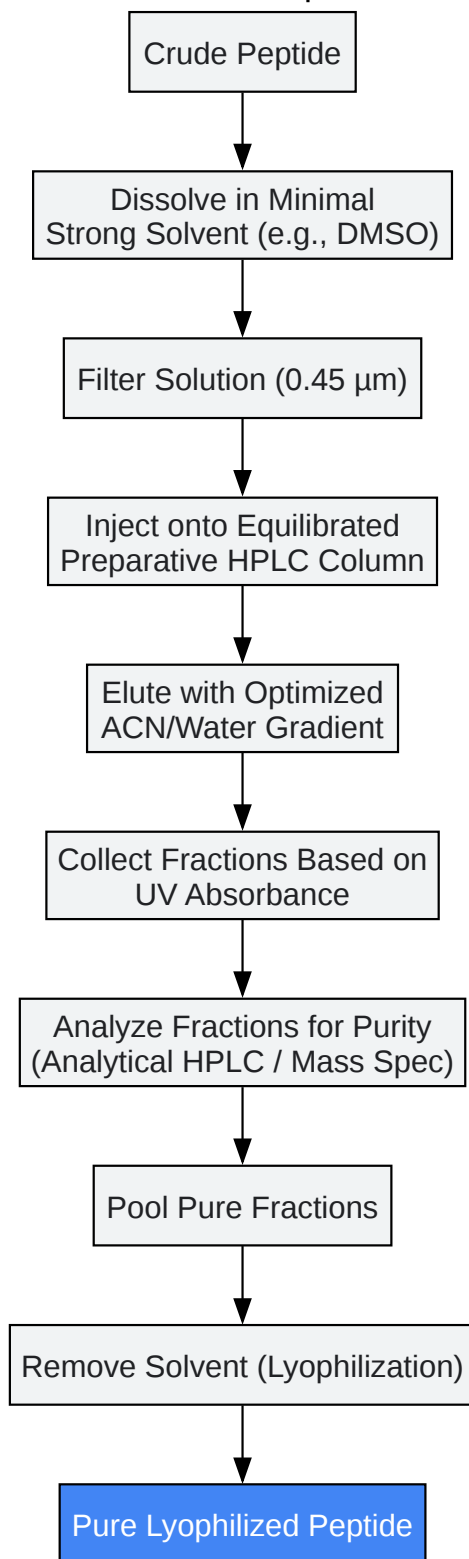 Crude Peptide
Dissolve in Minimal
Strong Solvent (e.g., DMSO)
Filter Solution (0.45 µm)
Inject onto Equilibrated
Preparative HPLC Column
Elute with Optimized
ACN/Water Gradient
Collect Fractions Based on
UV Absorbance
Analyze Fractions for Purity
(Analytical HPLC / Mass Spec)
Pool Pure Fractions
Remove Solvent (Lyophilization)
Pure Lyophilized Peptide